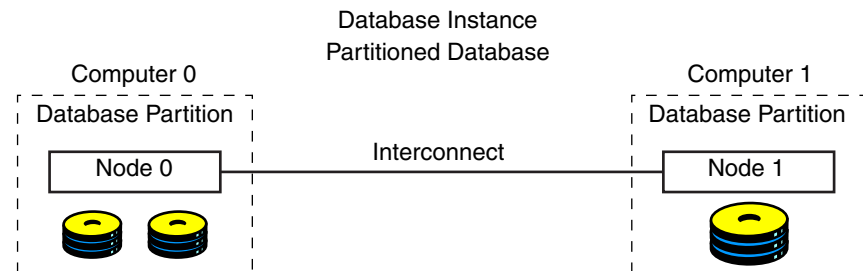 Database Instance
Partitioned Database
Computer 0
Computer 1
Database Partition
Database Partition
Node 0
Interconnect
Node 1